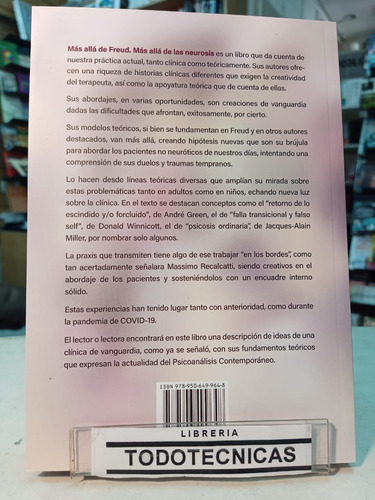 Más allá de Freud. Más allá de las neurosis es un libro que da cuenta de
nuestra práctica actual, tanto clínica como teóricamente. Sus autores ofre-
cen una riqueza de historias clínicas diferentes que exigen la creatividad
del terapeuta, así como la apoyatura teórica que de cuenta de ellas.
Sus abordajes, en varias oportunidades, son creaciones de vanguardia
dadas las dificultades que afrontan, exitosamente, por cierto.
Sus modelos teóricos, si bien se fundamentan en Freud y en otros autores
destacados, van más allá, creando hipótesis nuevas que son su brújula
para abordar los pacientes no neuróticos de nuestros días, intentando una
comprensión de sus duelos y traumas tempranos.
Lo hacen desde líneas teóricas diversas que amplían su mirada sobre
estas problemáticas tanto en adultos como en niños, echando nueva luz
sobre la clínica. En el texto se destacan conceptos como el “retorno de lo
escindido y/o forcluido”, de André Green, el de “falla transicional y falso
self”, de Donald Winnicott, el de “psicosis ordinaria”, de Jacques-Alain
Miller, por nombrar solo algunos.
La praxis que transmiten tiene algo de ese trabajar “en los bordes”, como
tan acertadamente señalara Massimo Recalcatti, siendo creativos en el
abordaje de los pacientes y sosteniéndolos con un encuadre interno
sólido.
Estas experiencias han tenido lugar tanto con anterioridad, como durante
la pandemia de COVID-19.
El lector o lectora encontrará en este libro una descripción de ideas de una
clínica de vanguardia, como ya se señaló, con sus fundamentos teóricos
que expresan la actualidad del Psicoanálisis Contemporáneo.
ISBN 978-950-649-964-8
LIBRERIA
TODOTECNICAS